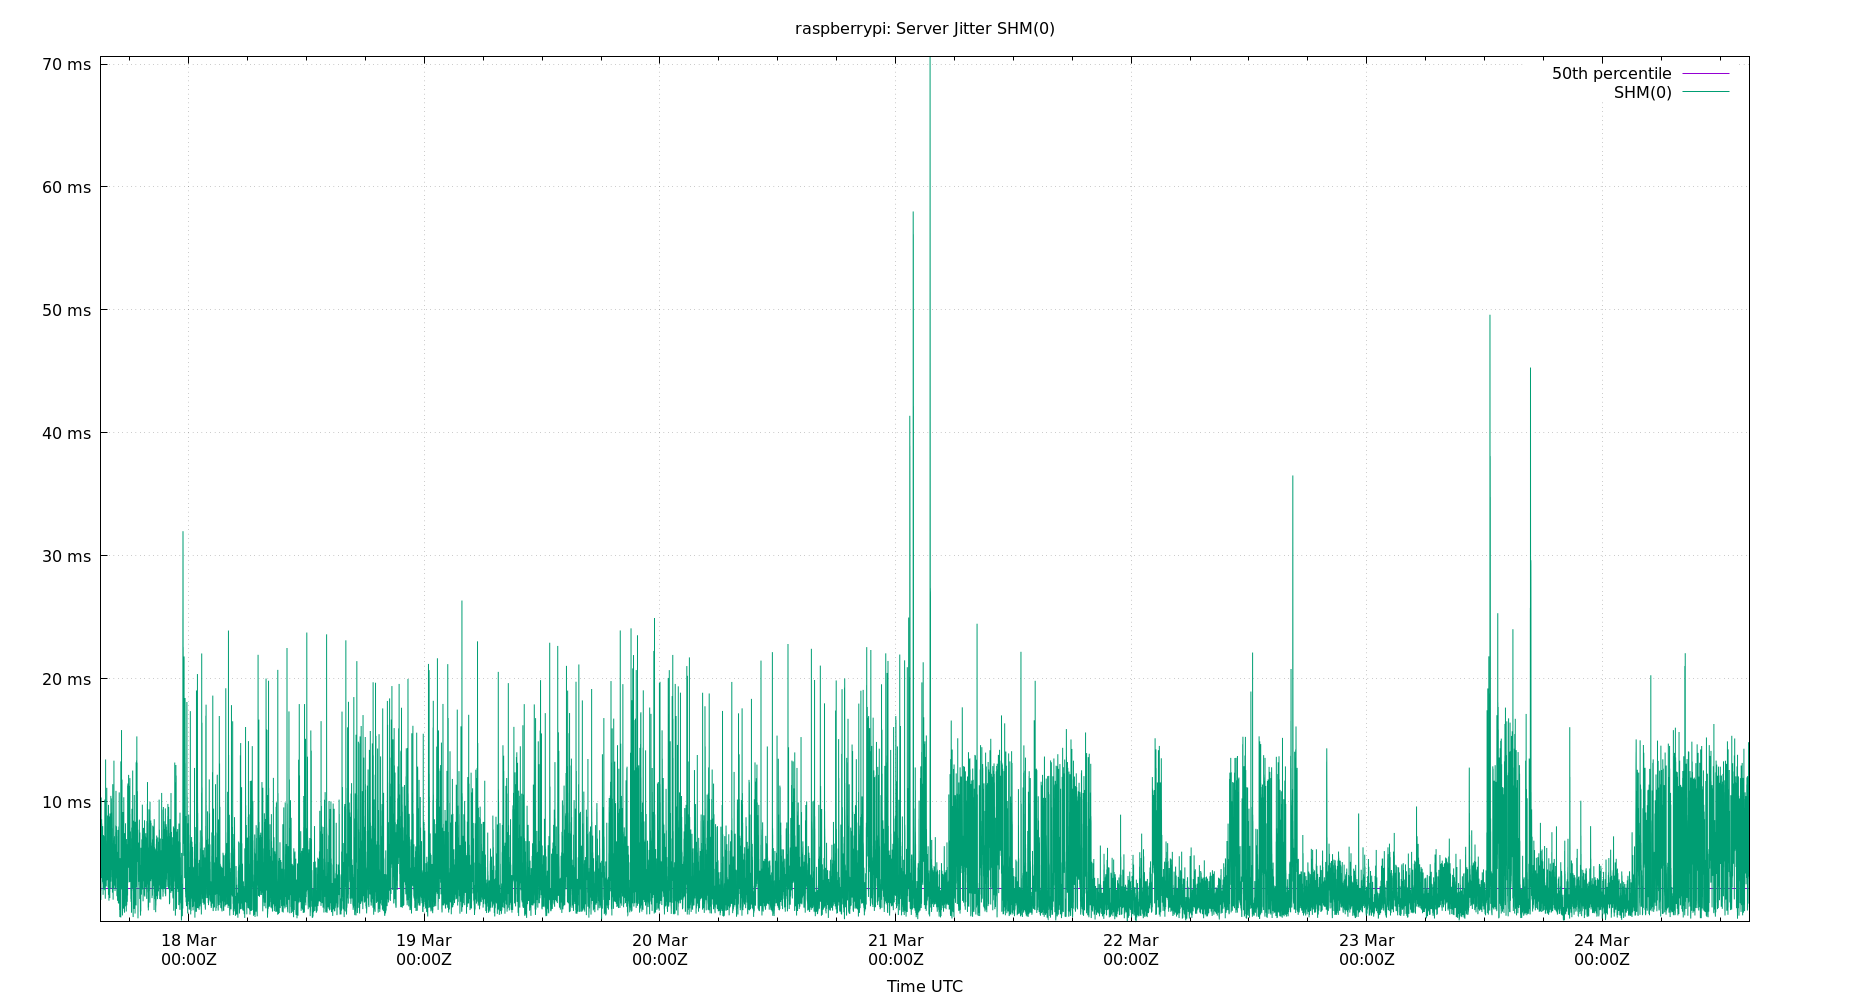 raspberrypi: Server Jitter SHM(0)
70 ms
60 ms
50 ms
40 ms
30 ms
20 ms
10 ms
50th percentile
SHM(0)
18 Mar
00:00Z
19 Mar
00:00Z
20 Mar
00:00Z
21 Mar
00:00Z
22 Mar
00:00Z
23 Mar
00:00Z
24 Mar
00:00Z
Time UTC